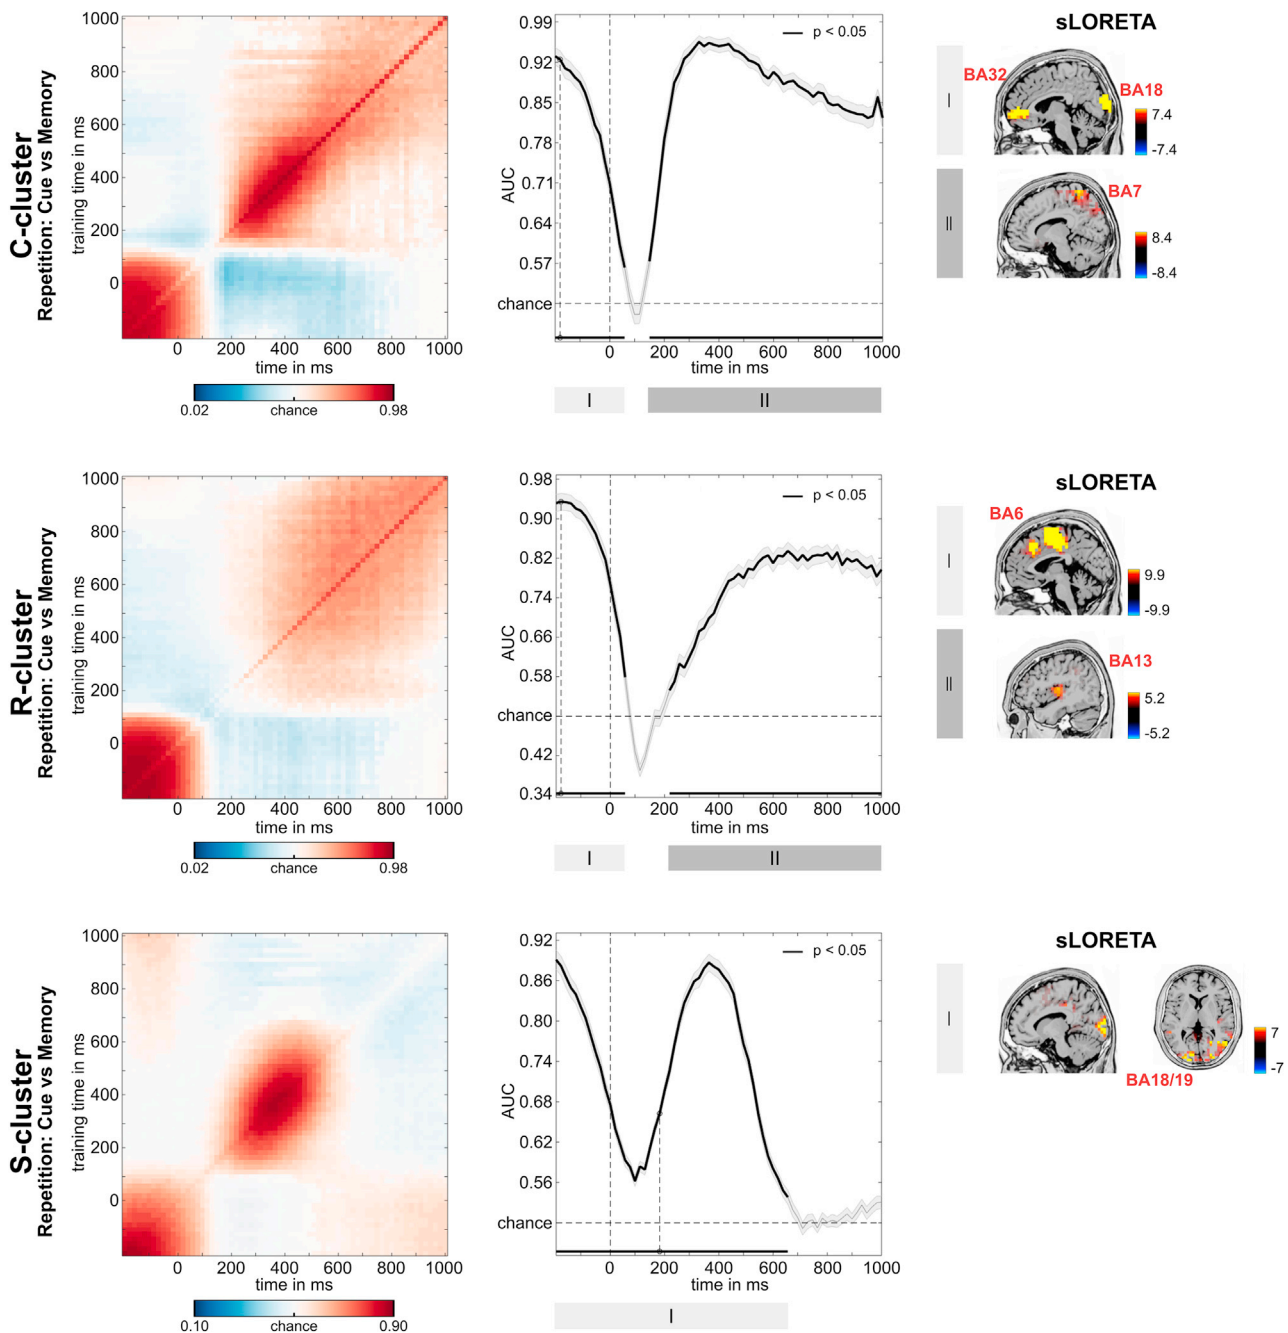 C-cluster
Repetition: Cue vs Memory
training time in ms
1000
800
600
400
200
0
0 200 400 600 800 1000
time in ms
0.02 chance 0.98
AUC
0.99
0.92
0.85
0.78
0.71
0.64
0.57
chance
p < 0.05
0 200 400 600 800 1000
time in ms
I II
sLORETA
I
BA32
BA18
7.4
-7.4
II
BA7
8.4
-8.4
R-cluster
Repetition: Cue vs Memory
training time in ms
1000
800
600
400
200
0
0 200 400 600 800 1000
time in ms
0.02 chance 0.98
AUC
0.98
0.90
0.82
0.74
0.66
0.58
chance
0.42
0.34
p < 0.05
0 200 400 600 800 1000
time in ms
I II
sLORETA
I
BA6
9.9
-9.9
II
BA13
5.2
-5.2
S-cluster
Repetition: Cue vs Memory
training time in ms
1000
800
600
400
200
0
0 200 400 600 800 1000
time in ms
0.10 chance 0.90
AUC
0.92
0.86
0.80
0.74
0.68
0.62
0.56
chance
p < 0.05
0 200 400 600 800 1000
time in ms
I
sLORETA
I
7
-7
BA18/19